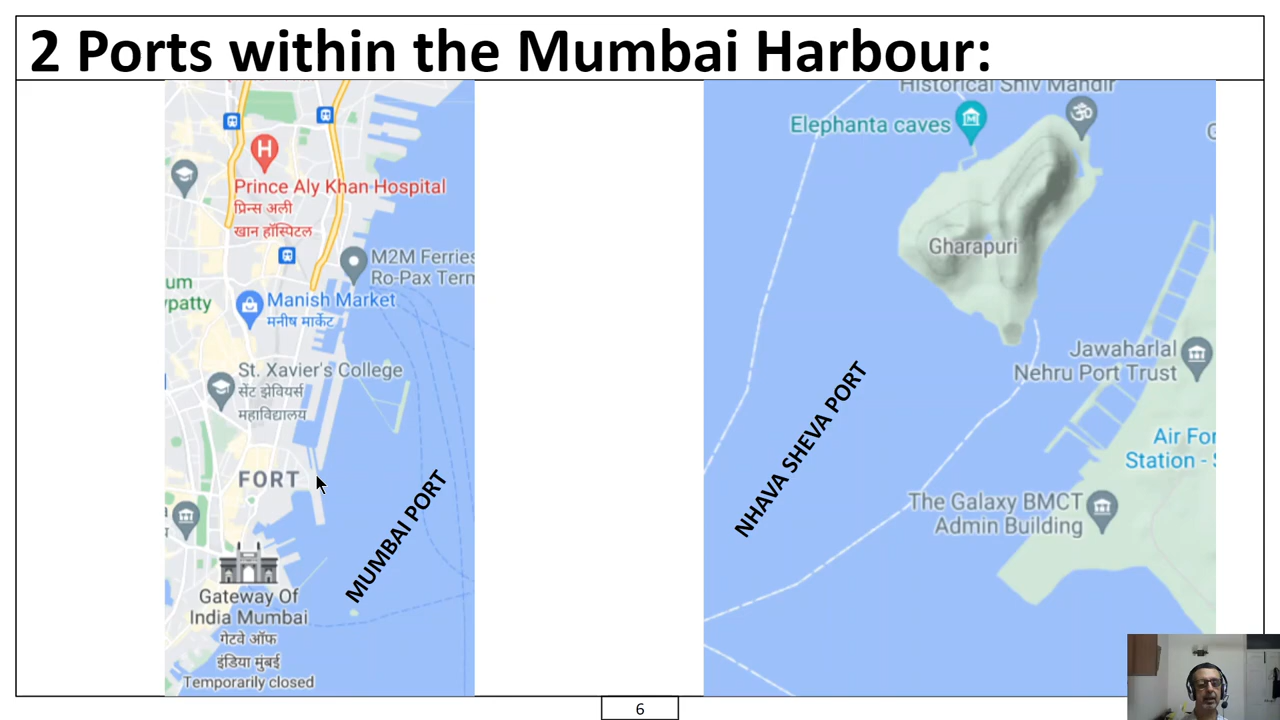 2 Ports within the Mumbai Harbour:
Prince Aly Khan Hospital
प्रिन्स अली
खान हॉस्पिटल
M2M Ferries
Ro-Pax Term
um
ypatty
Manish Market
मनीष मार्केट
St. Xavier's College
सेंट झेवियर्स
महाविद्यालय
FORT
MUMBAI PORT
Gateway Of
India Mumbai
गेटवे ऑफ
इंडिया मुंबई
Temporarily closed
Historical Shiv Mandir
Elephanta caves
Gharapuri
Jawaharlal
Nehru Port Trust
NHAVA SHEVA PORT
Air For
Station - S
The Galaxy BMCT
Admin Building
6